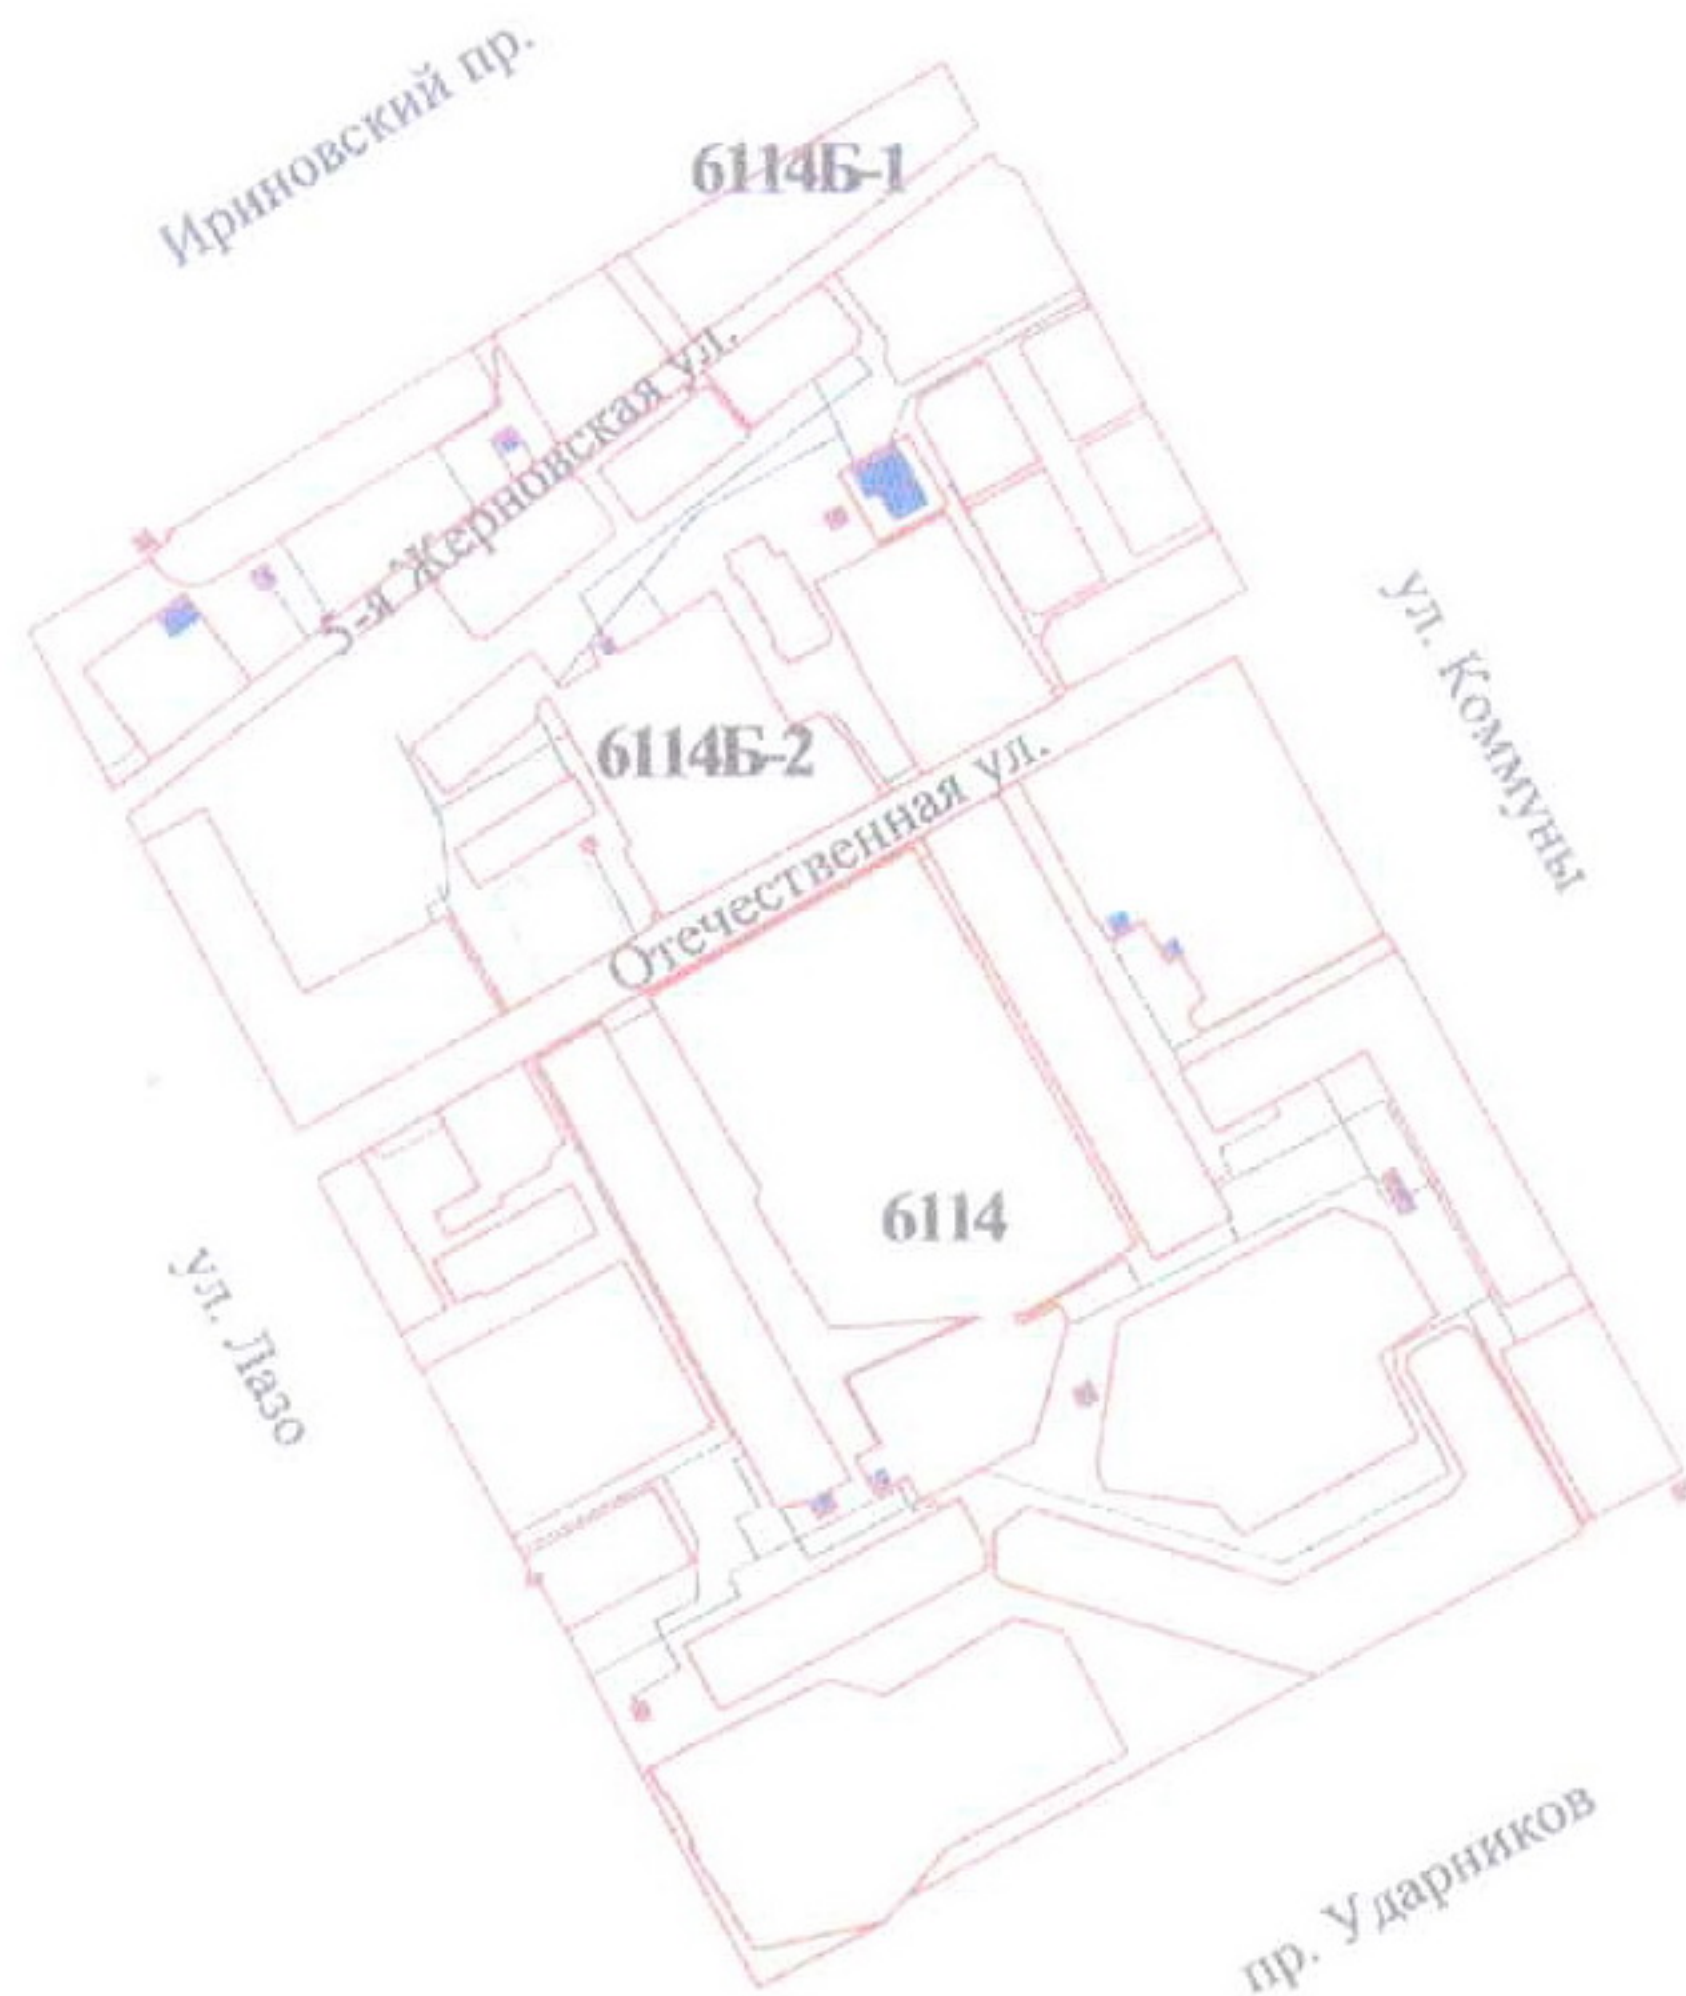 Ириновский пр.
6114Б-1
5-я Жерновская ул.
6114Б-2
Отечественная ул.
ул. Коммуны
6114
ул. Лазо
пр. Ударников